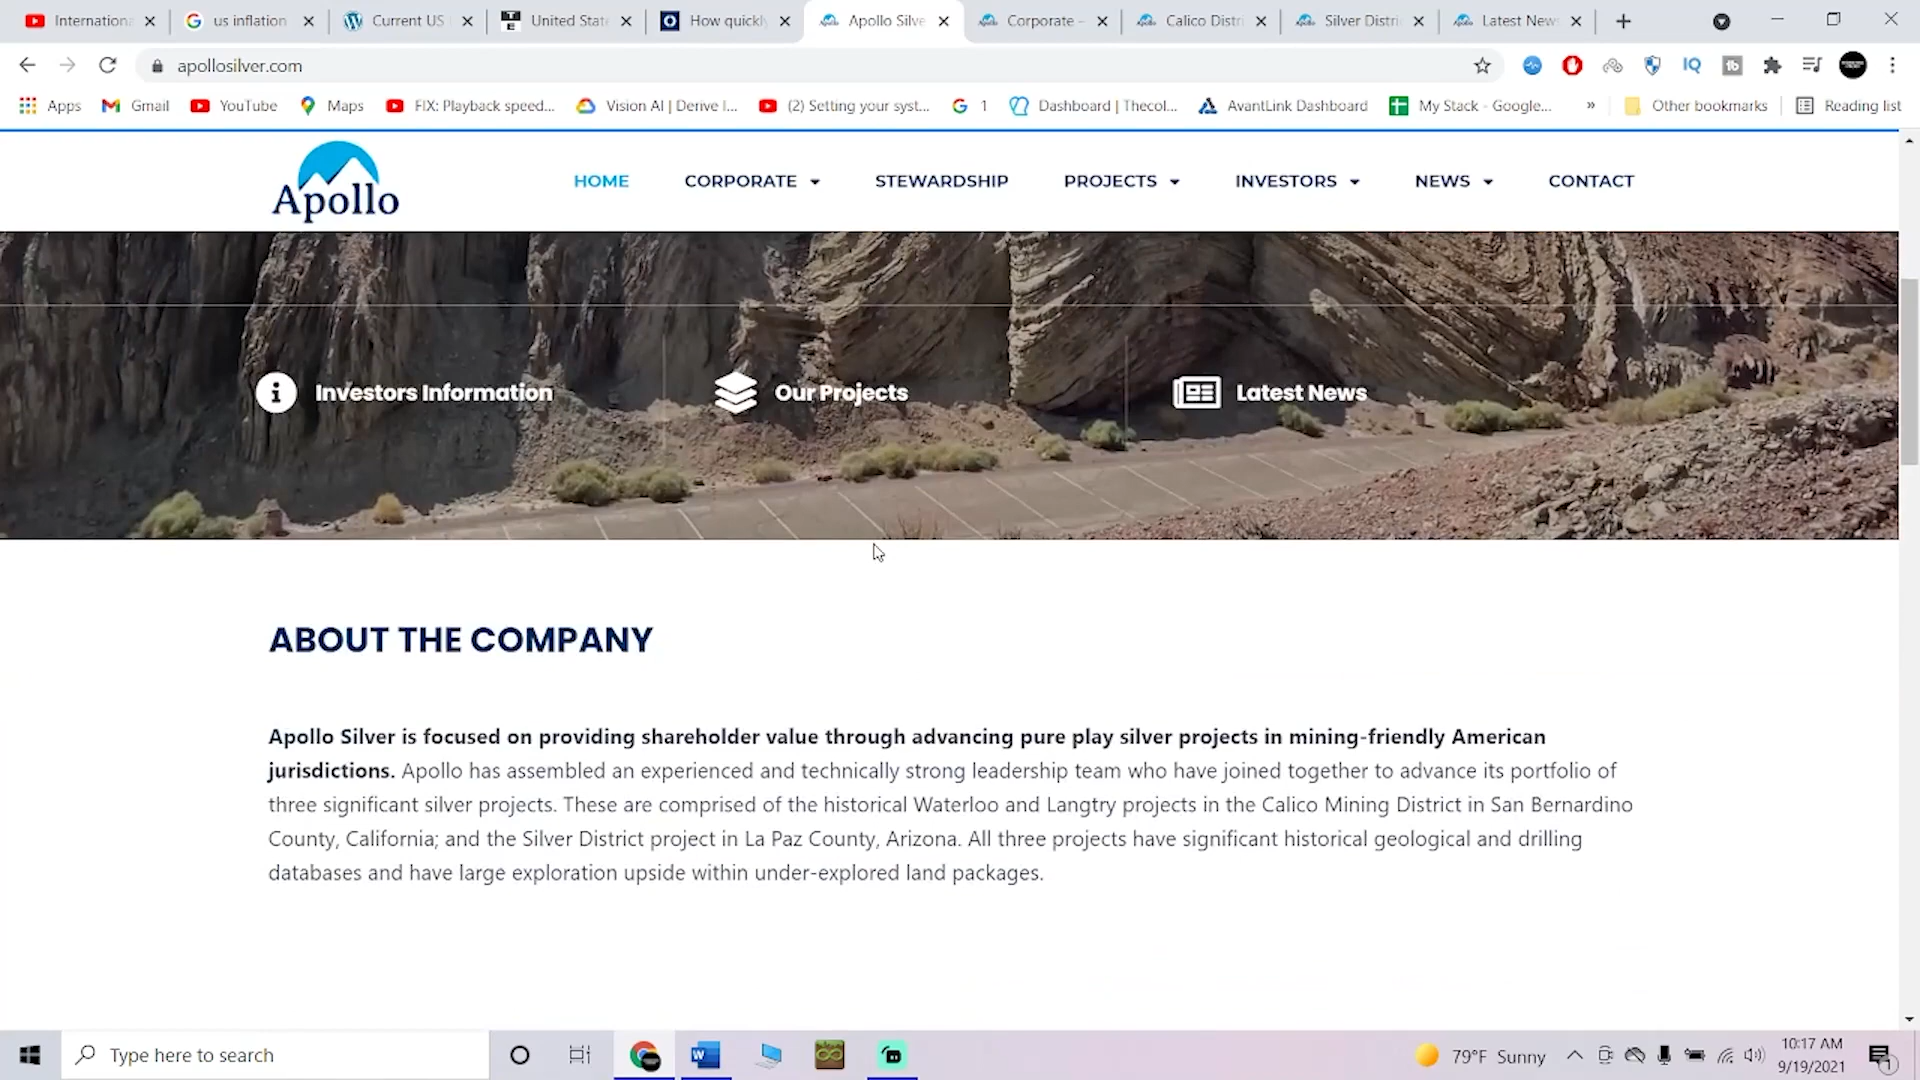 Internationa
us inflation
Current US
United State
How quickly
Apollo Silve
Corporate –
Calico Distri
Silver Distri
Latest New
apollosilver.com
IQ
tb
Apps
Gmail
YouTube
Maps
FIX: Playback speed...
Vision AI | Derive I...
(2) Setting your syst...
1
Dashboard | Thecol...
AvantLink Dashboard
My Stack - Google...
»
Other bookmarks
Reading list
Apollo
HOME
CORPORATE
STEWARDSHIP
PROJECTS
INVESTORS
NEWS
CONTACT
Investors Information
Our Projects
Latest News
ABOUT THE COMPANY
Apollo Silver is focused on providing shareholder value through advancing pure play silver projects in mining-friendly American
jurisdictions. Apollo has assembled an experienced and technically strong leadership team who have joined together to advance its portfolio of
three significant silver projects. These are comprised of the historical Waterloo and Langtry projects in the Calico Mining District in San Bernardino
County, California; and the Silver District project in La Paz County, Arizona. All three projects have significant historical geological and drilling
databases and have large exploration upside within under-explored land packages.
Type here to search
79°F Sunny
10:17 AM
9/19/2021
1